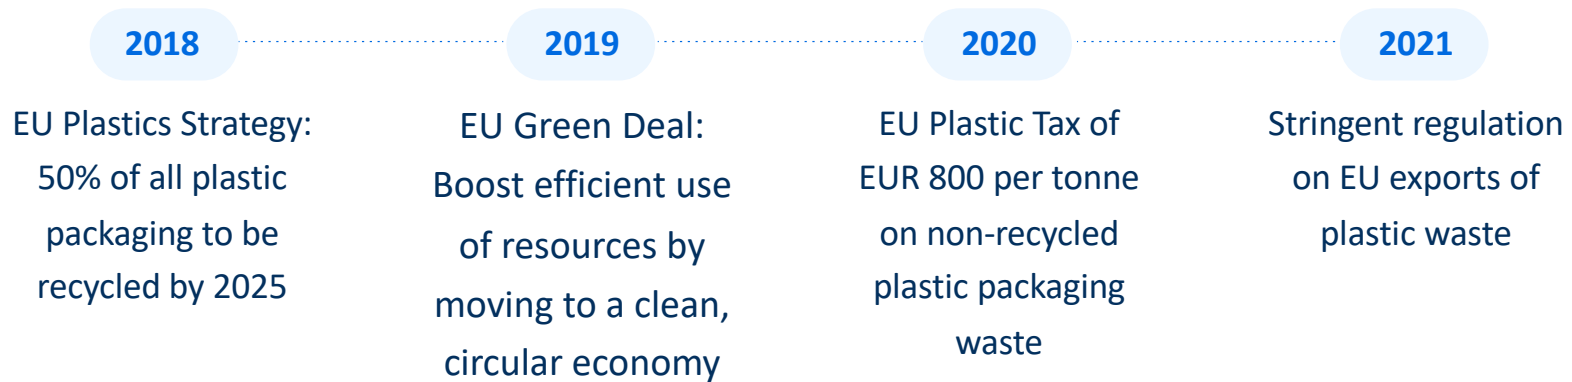 2018
EU Plastics Strategy:
50% of all plastic
packaging to be
recycled by 2025
2019
EU Green Deal:
Boost efficient use
of resources by
moving to a clean,
circular economy
2020
EU Plastic Tax of
EUR 800 per tonne
on non-recycled
plastic packaging
waste
2021
Stringent regulation
on EU exports of
plastic waste